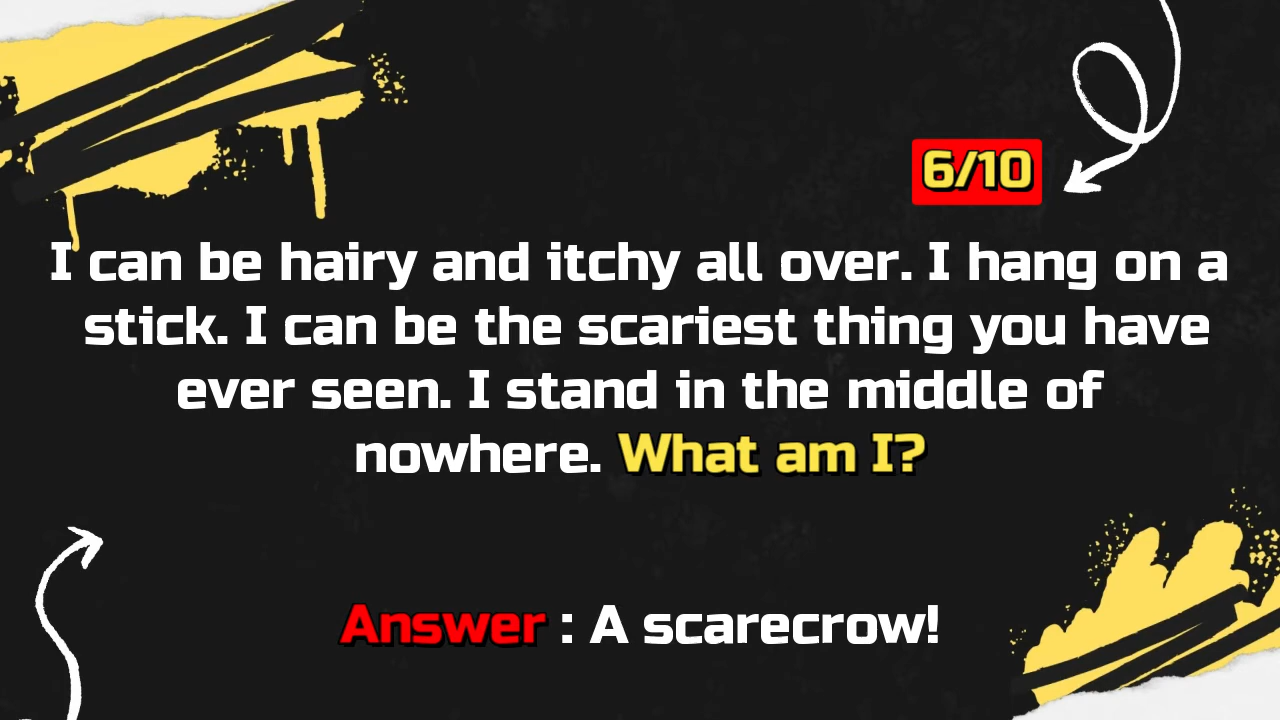 6/10
I can be hairy and itchy all over. I hang on a
stick. I can be the scariest thing you have
ever seen. I stand in the middle of
nowhere. What am I?
Answer : A scarecrow!